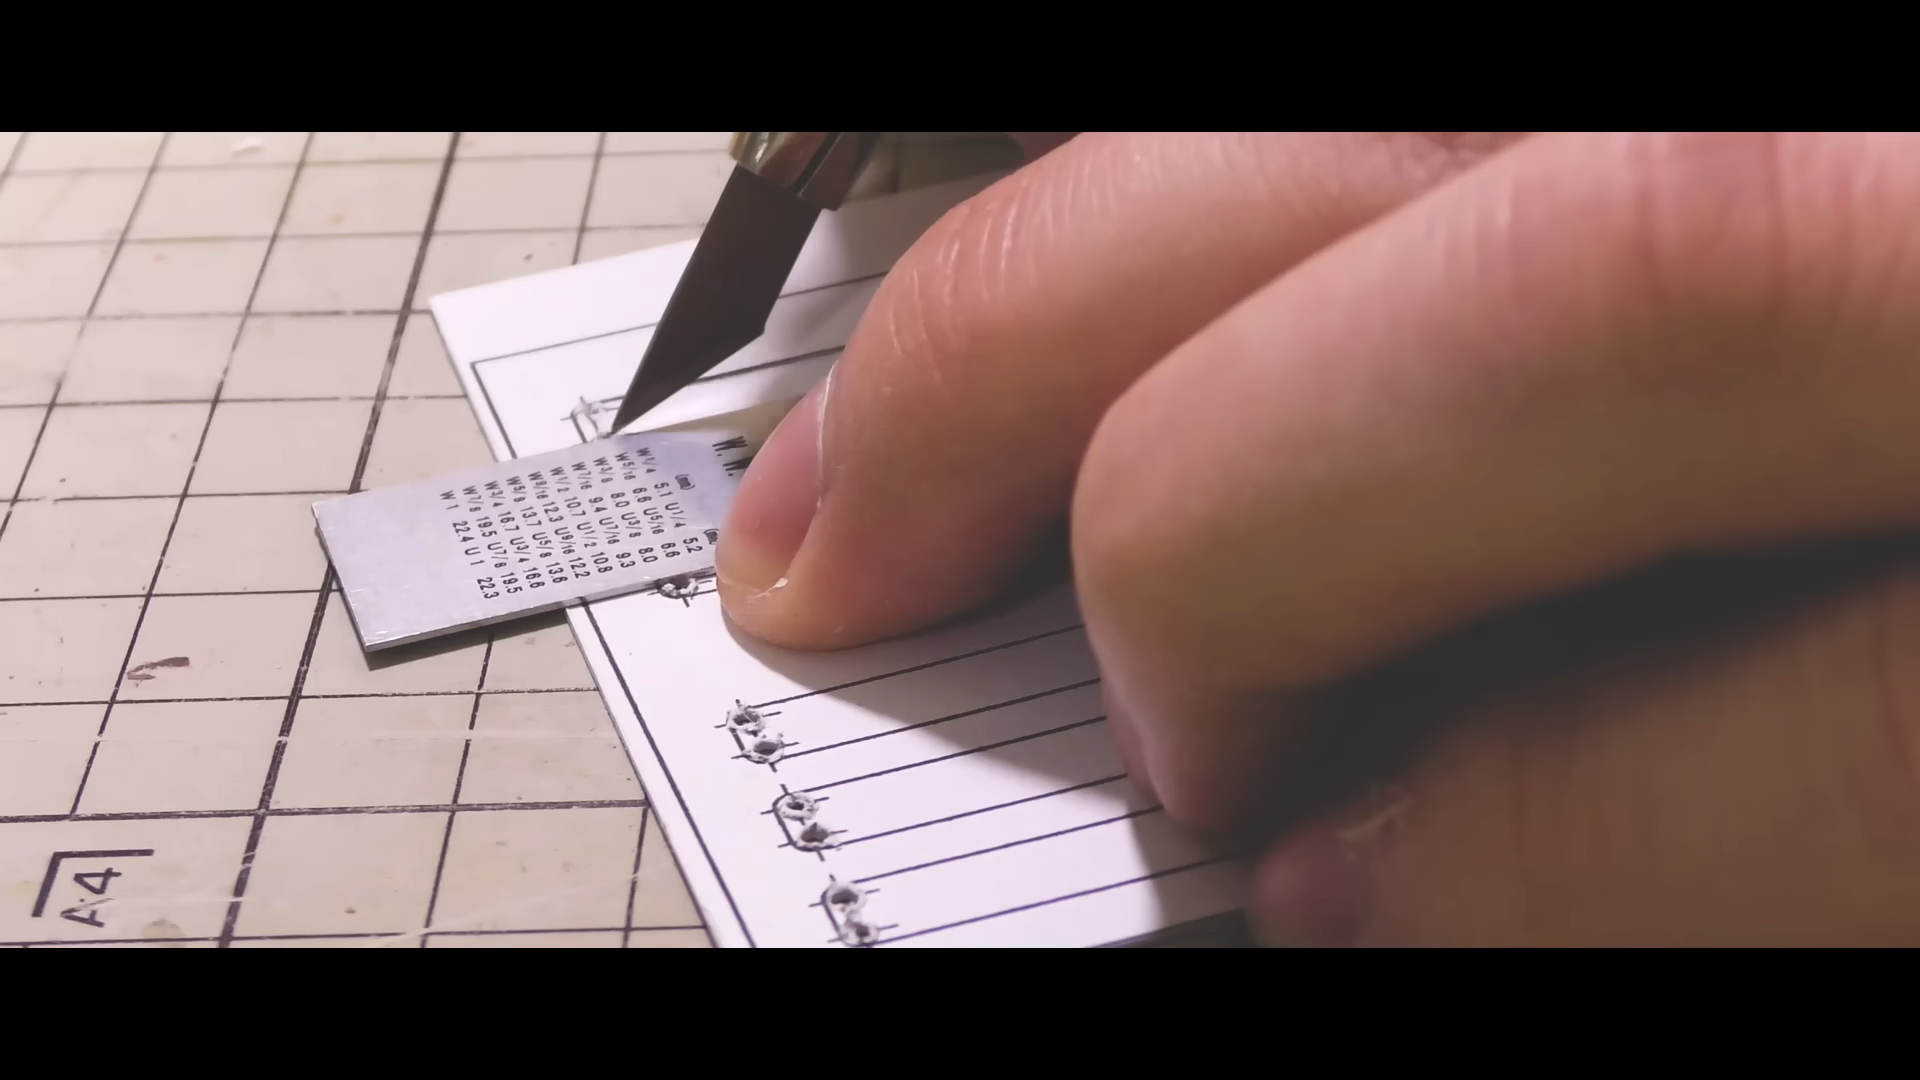 W. W.
(mm)
W1/4 5.1 U1/4 5.2
W5/16 6.6 U5/16 6.6
W3/8 8.0 U3/8 8.0
W7/16 9.4 U7/16 9.3
W1/2 10.7 U1/2 10.8
W9/16 12.3 U9/16 12.2
W5/8 13.7 U5/8 13.6
W3/4 16.7 U3/4 16.6
W7/8 19.5 U7/8 19.5
W 1 22.4 U 1 22.3
A4